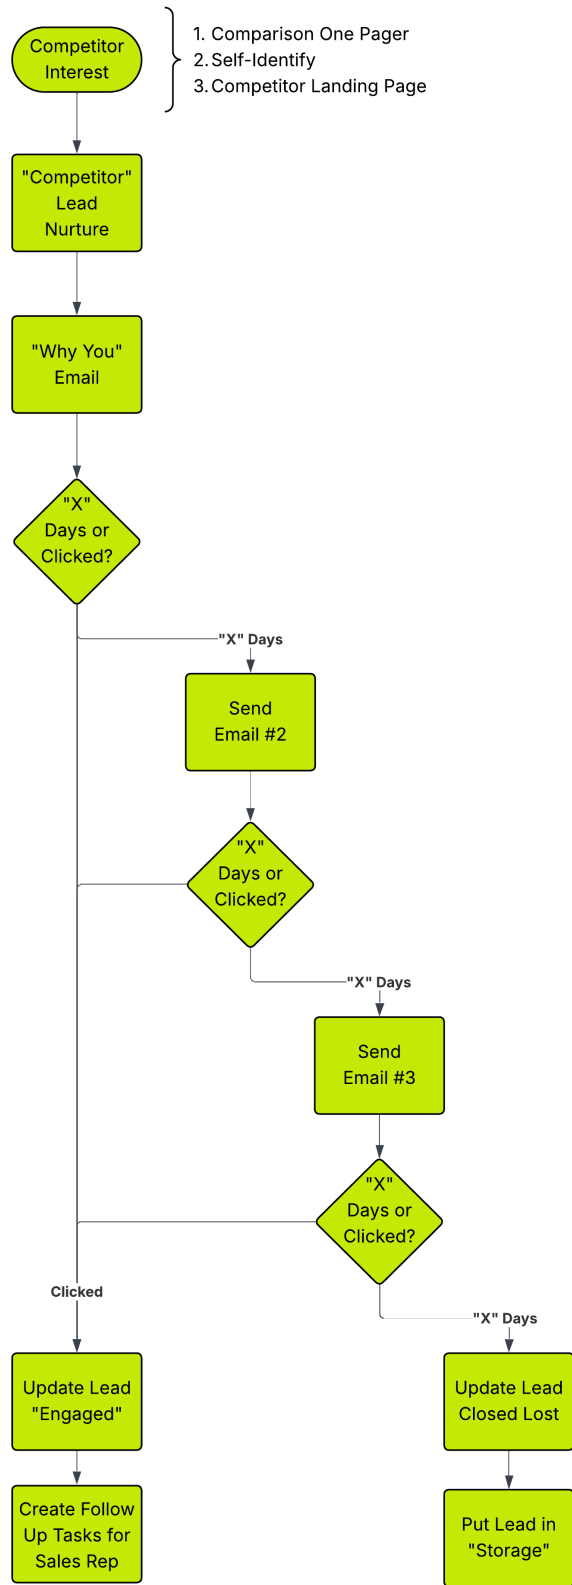 Competitor
Interest
1. Comparison One Pager
2. Self-Identify
3. Competitor Landing Page
"Competitor"
Lead
Nurture
"Why You"
Email
"X"
Days or
Clicked?
"X" Days
Send
Email #2
"X"
Days or
Clicked?
"X" Days
Send
Email #3
"X"
Days or
Clicked?
Clicked
"X" Days
Update Lead
"Engaged"
Update Lead
Closed Lost
Create Follow
Up Tasks for
Sales Rep
Put Lead in
"Storage"